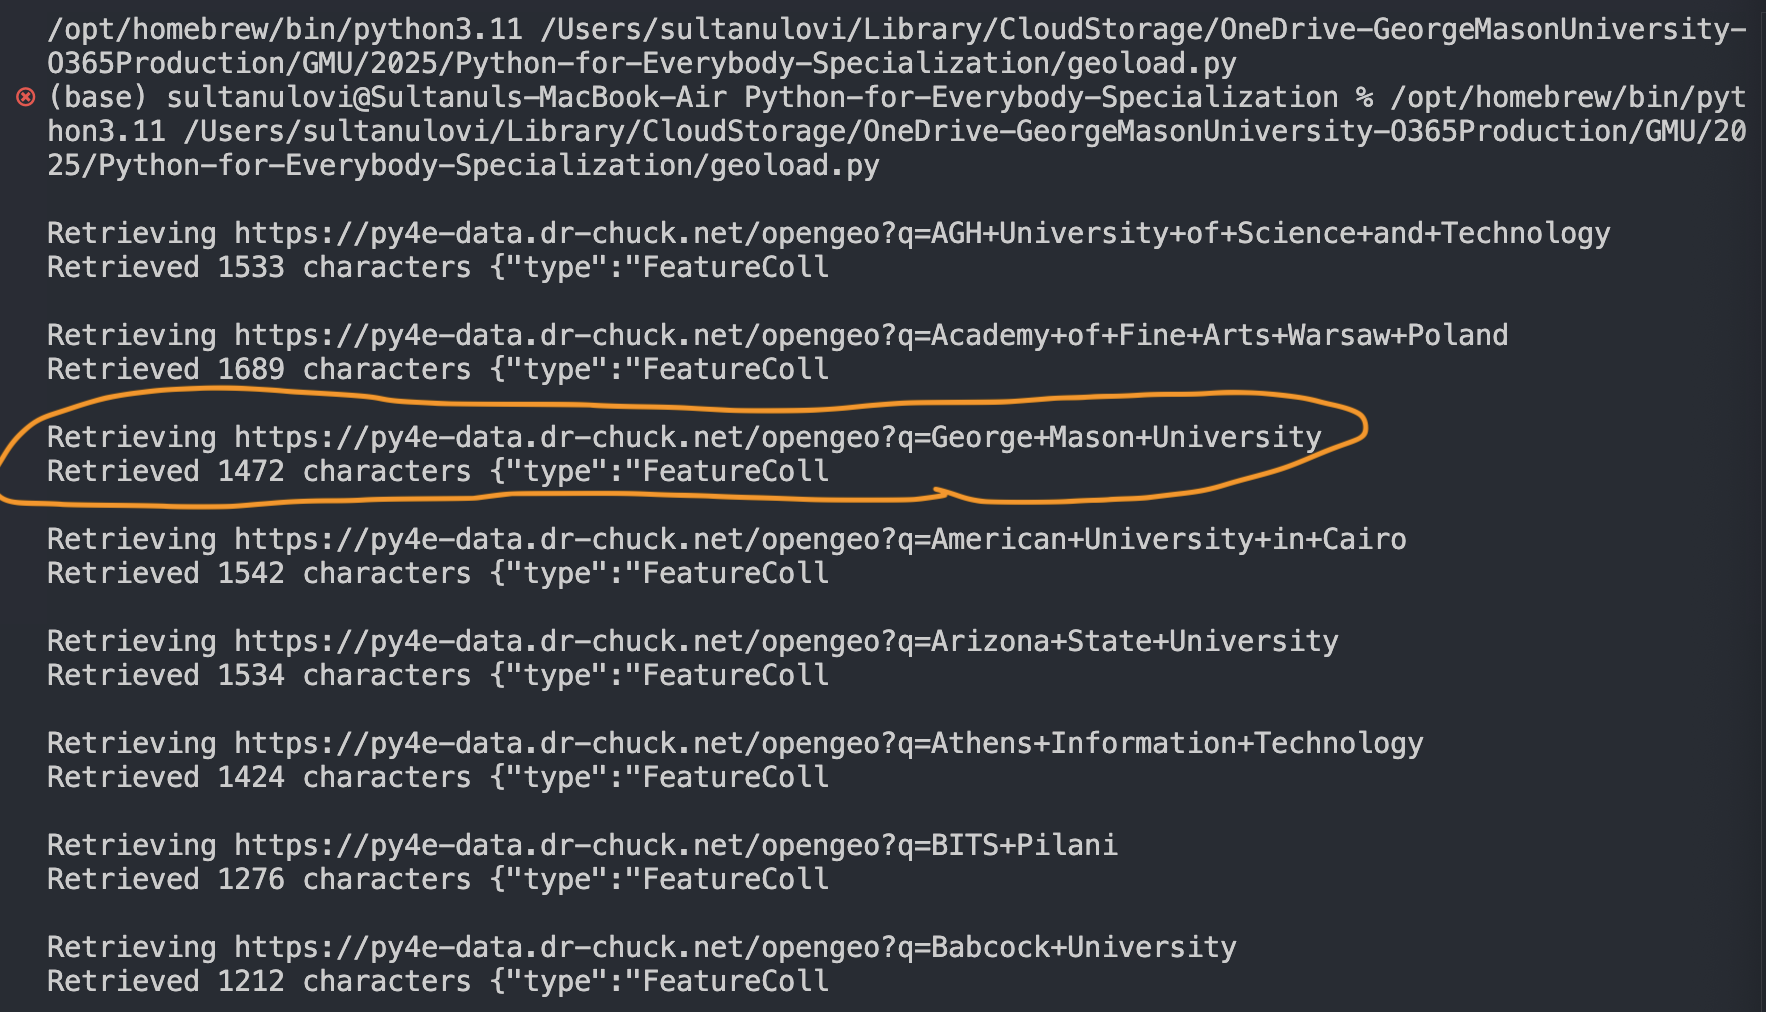 /opt/homebrew/bin/python3.11 /Users/sultanulovi/Library/CloudStorage/OneDrive-GeorgeMasonUniversity-
O365Production/GMU/2025/Python-for-Everybody-Specialization/geoload.py
(base) sultanulovi@Sultanuls-MacBook-Air Python-for-Everybody-Specialization % /opt/homebrew/bin/pyt
hon3.11 /Users/sultanulovi/Library/CloudStorage/OneDrive-GeorgeMasonUniversity-O365Production/GMU/20
25/Python-for-Everybody-Specialization/geoload.py
Retrieving https://py4e-data.dr-chuck.net/opengeo?q=AGH+University+of+Science+and+Technology
Retrieved 1533 characters {"type":"FeatureColl
Retrieving https://py4e-data.dr-chuck.net/opengeo?q=Academy+of+Fine+Arts+Warsaw+Poland
Retrieved 1689 characters {"type":"FeatureColl
Retrieving https://py4e-data.dr-chuck.net/opengeo?q=George+Mason+University
Retrieved 1472 characters {"type":"FeatureColl
Retrieving https://py4e-data.dr-chuck.net/opengeo?q=American+University+in+Cairo
Retrieved 1542 characters {"type":"FeatureColl
Retrieving https://py4e-data.dr-chuck.net/opengeo?q=Arizona+State+University
Retrieved 1534 characters {"type":"FeatureColl
Retrieving https://py4e-data.dr-chuck.net/opengeo?q=Athens+Information+Technology
Retrieved 1424 characters {"type":"FeatureColl
Retrieving https://py4e-data.dr-chuck.net/opengeo?q=BITS+Pilani
Retrieved 1276 characters {"type":"FeatureColl
Retrieving https://py4e-data.dr-chuck.net/opengeo?q=Babcock+University
Retrieved 1212 characters {"type":"FeatureColl